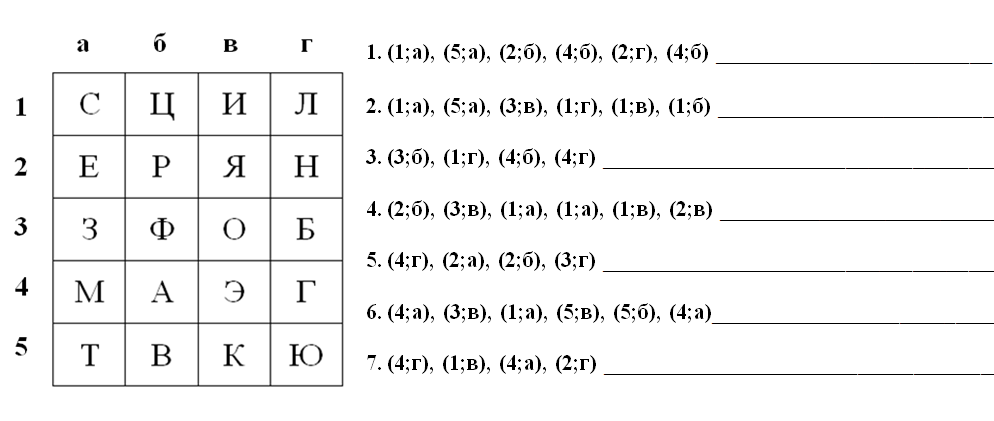 а б в г
1 С Ц И Л
2 Е Р Я Н
3 З Ф О Б
4 М А Э Г
5 Т В К Ю
1. (1;а), (5;а), (2;б), (4;б), (2;г), (4;б)
2. (1;а), (5;а), (3;в), (1;г), (1;в), (1;б)
3. (3;б), (1;г), (4;б), (4;г)
4. (2;б), (3;в), (1;а), (1;а), (1;в), (2;в)
5. (4;г), (2;а), (2;б), (3;г)
6. (4;а), (3;в), (1;а), (5;в), (5;б), (4;а)
7. (4;г), (1;в), (4;а), (2;г)